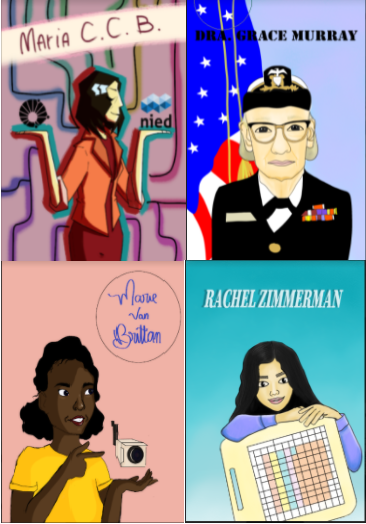 Maria C. C. B.
nied
DRA. GRACE MURRAY
Marie
Van
Brittan
RACHEL ZIMMERMAN